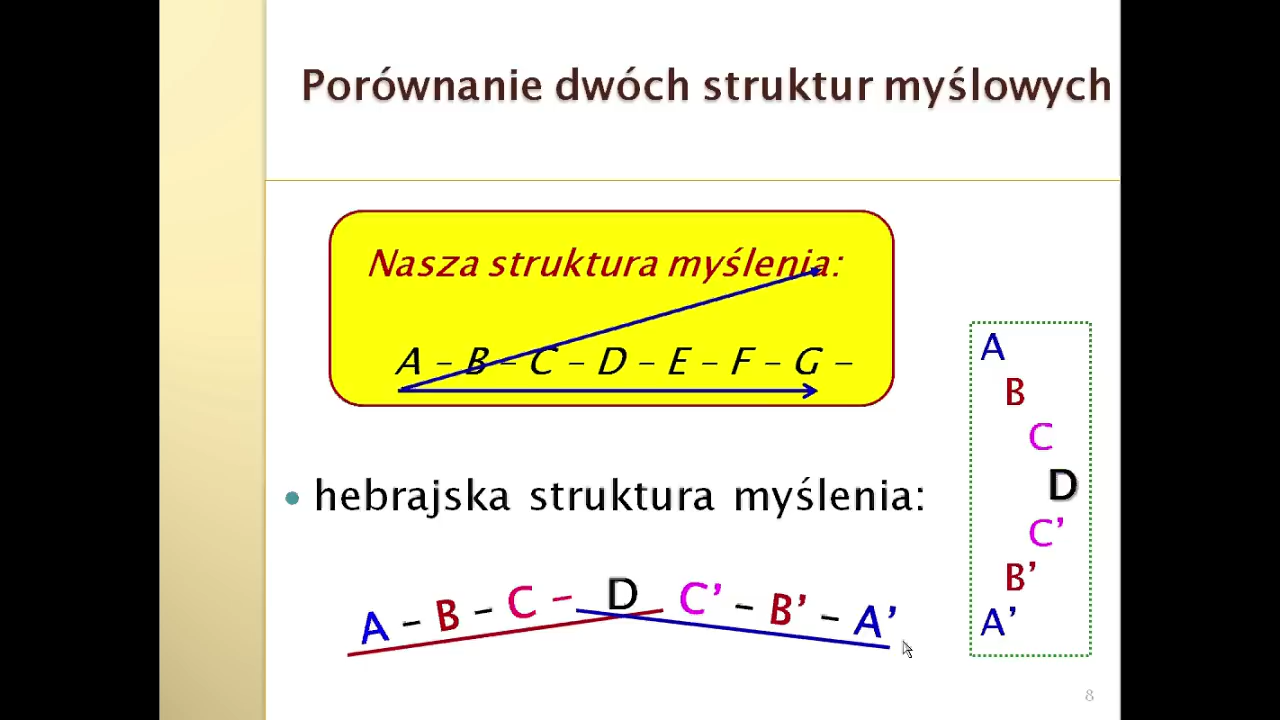 Porównanie dwóch struktur myślowych
Nasza struktura myślenia:
A – B – C – D – E – F – G –
hebrajska struktura myślenia:
A – B – C – D C’ – B’ – A’
A
B
C
D
C’
B’
A’
8